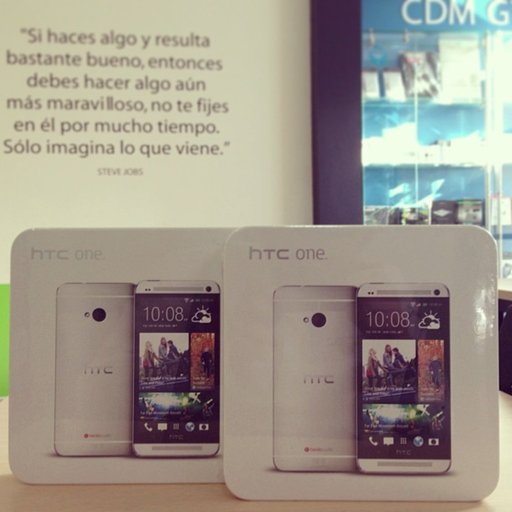 "Si haces algo y resulta
bastante bueno, entonces
debes hacer algo aún
más maravilloso, no te fijes
en él por mucho tiempo.
Sólo imagina lo que viene."
STEVE JOBS
CDM G
htc one.
htc
10:08
htc
htc one.
htc
10:08
htc